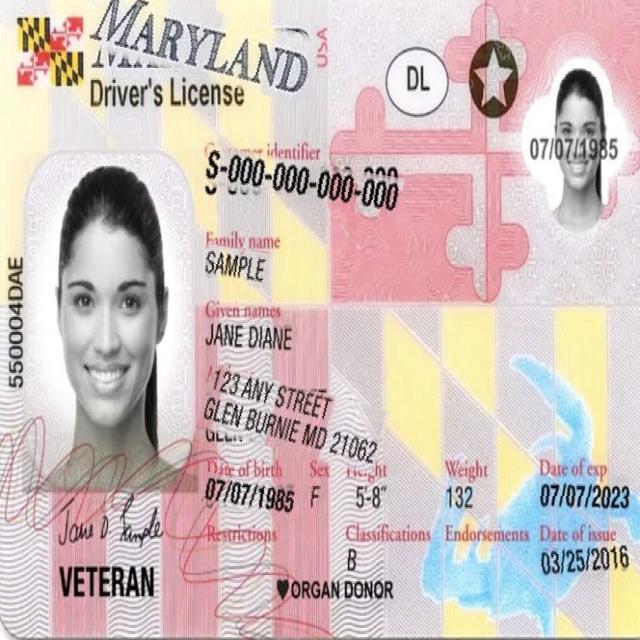 MARYLAND
USA
Driver's License
DL
07/07/1985
Customer identifier
S-000-000-000-000
Family name
SAMPLE
Given names
JANE DIANE
123 ANY STREET
GLEN BURNIE MD 21062
550004DAE
Date of birth Sex Height Weight Date of exp
07/07/1985 F 5-8" 132 07/07/2023
Restrictions Classifications Endorsements Date of issue
B 03/25/2016
Jane D Sample
VETERAN
ORGAN DONOR